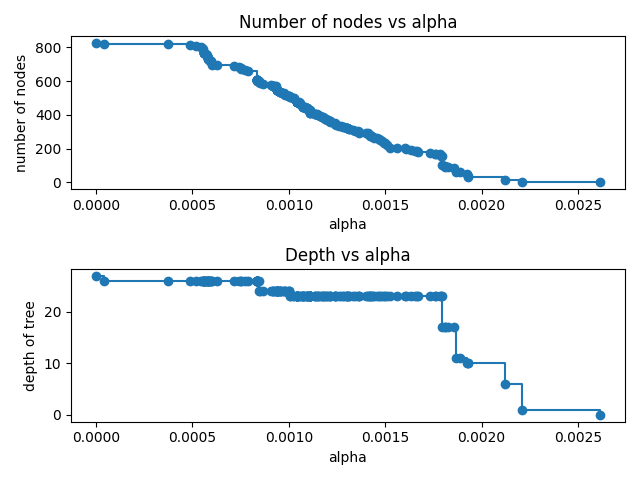 Number of nodes vs alpha
number of nodes
800
600
400
200
0
0.0000 0.0005 0.0010 0.0015 0.0020 0.0025
alpha
Depth vs alpha
depth of tree
20
10
0
0.0000 0.0005 0.0010 0.0015 0.0020 0.0025
alpha